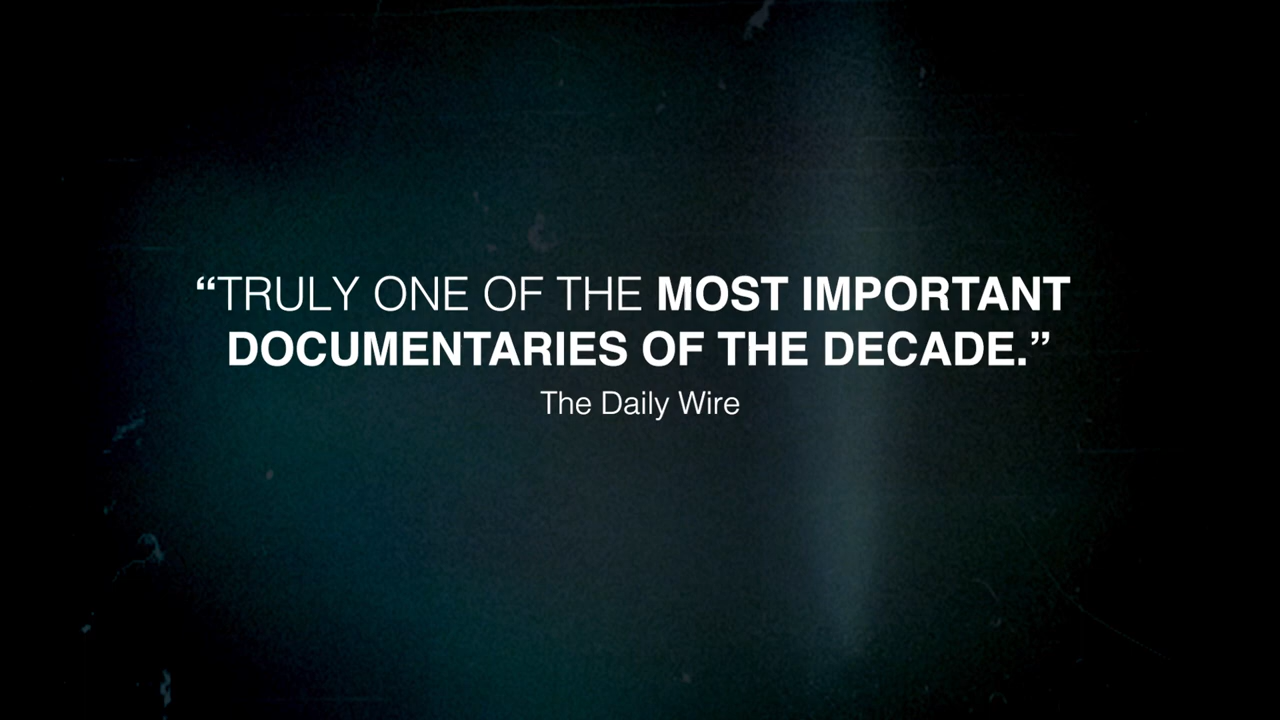 “TRULY ONE OF THE MOST IMPORTANT
DOCUMENTARIES OF THE DECADE.”
The Daily Wire